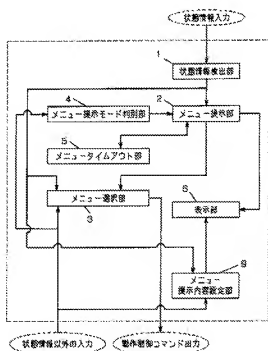 状態情報入力
1
状態情報検出部
4
メニュー提示モード判別部
2
メニュー提示部
5
メニュータイムアウト部
メニュー選択部
3
6
表示部
9
メニュー
提示内容設定部
状態情報以外の入力
動作制御コマンド出力